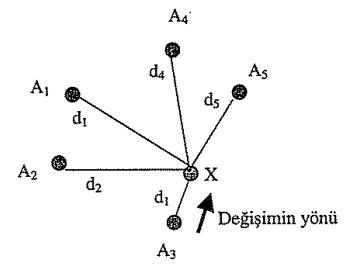 A₄
A₅
d₄
A₁
d₅
d₁
A₂
X
d₂
d₁
Değişimin yönü
A₃